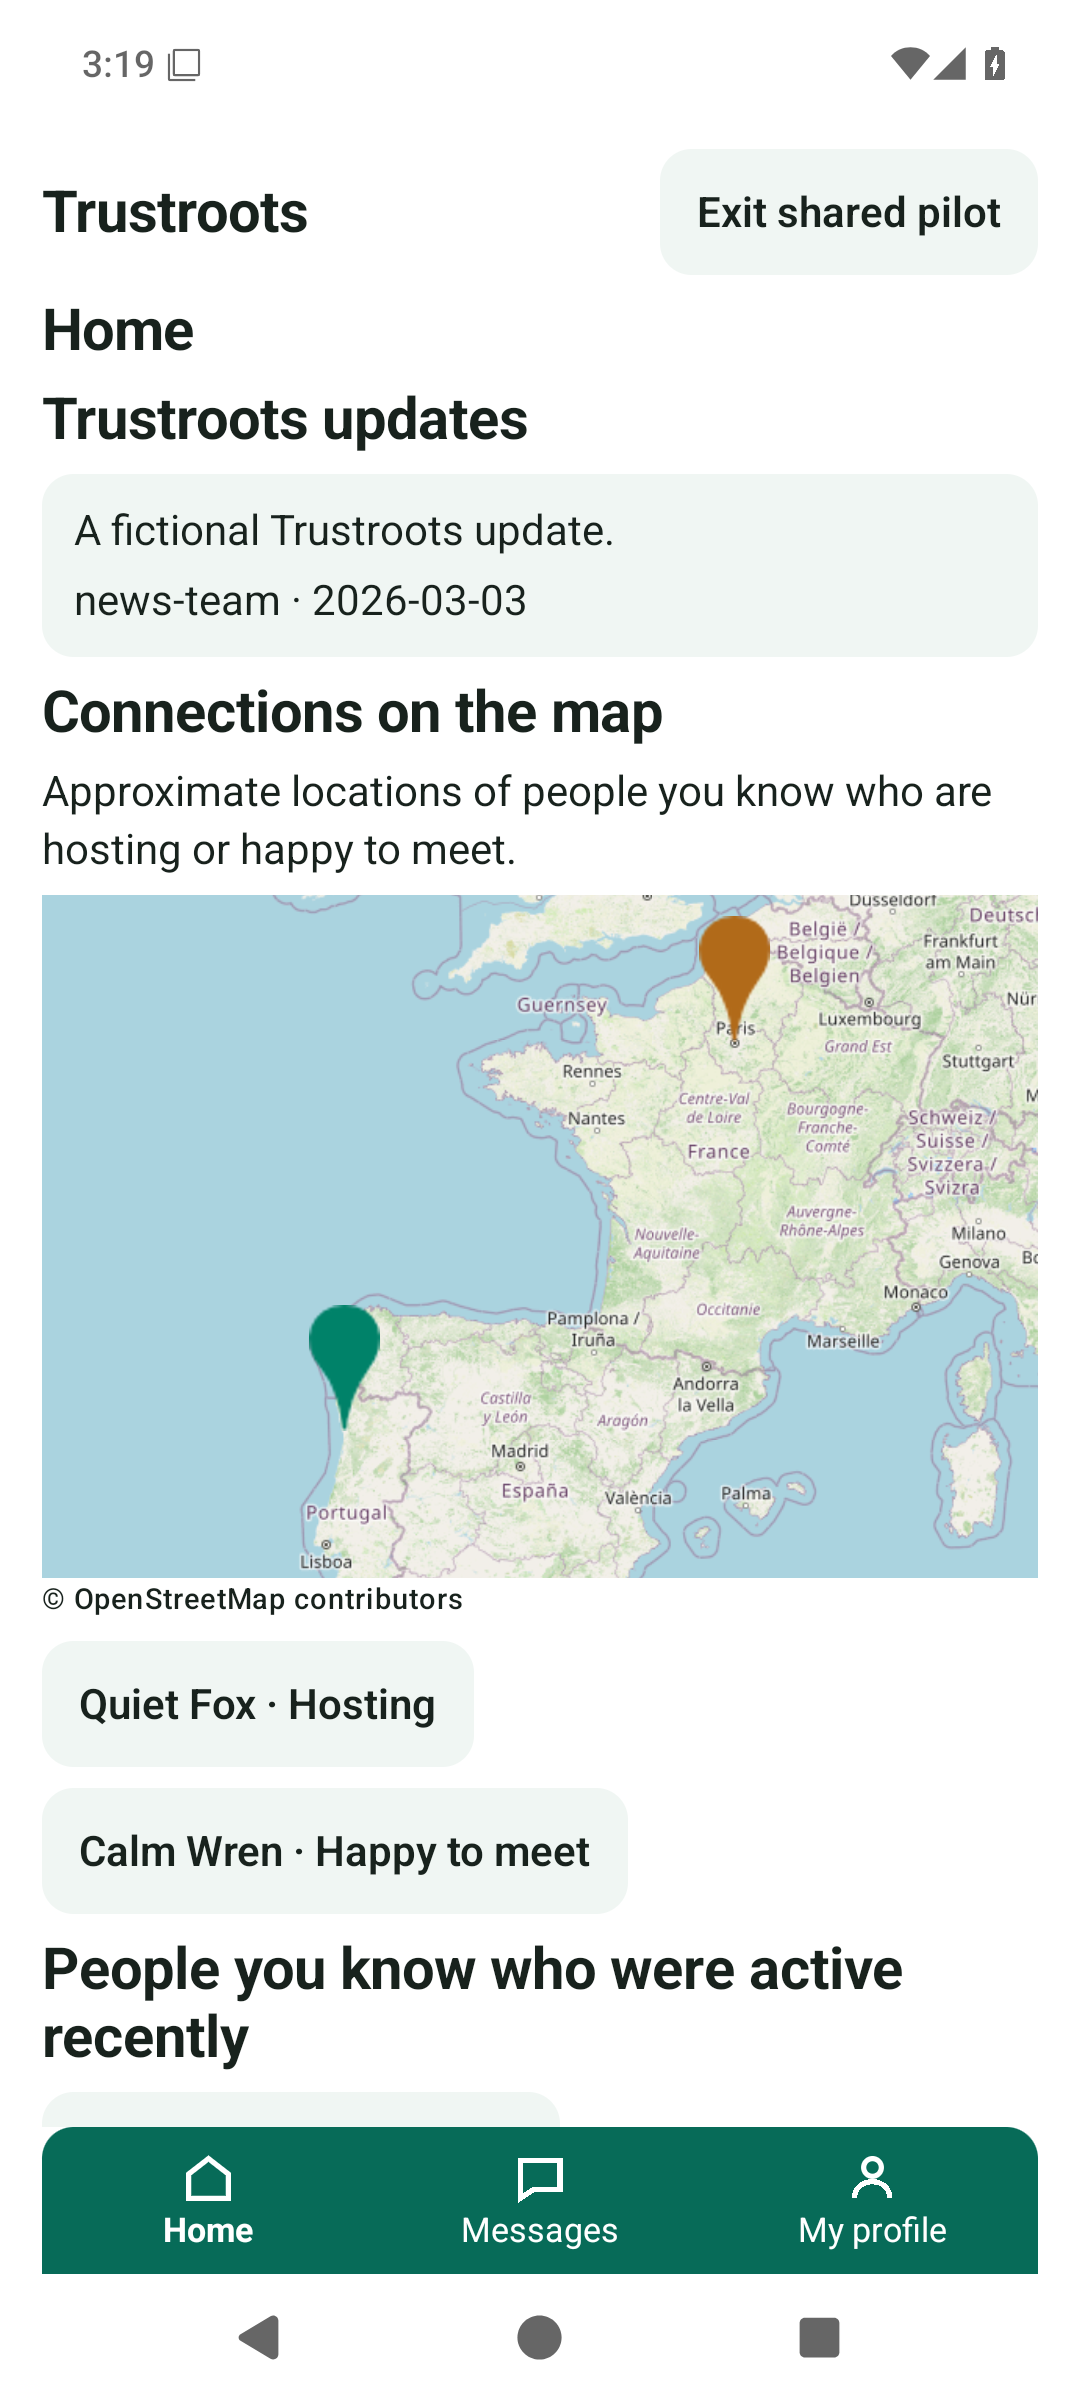 3:19
Trustroots
Exit shared pilot
Home
Trustroots updates
A fictional Trustroots update.
news-team · 2026-03-03
Connections on the map
Approximate locations of people you know who are
hosting or happy to meet.
Düsseldorf
Deutsch
België /
Belgique /
Belgien
Frankfurt
am Main
Nür
Guernsey
Luxembourg
Paris
Grand Est
Stuttgart
Rennes
Nantes
Centre-Val
de Loire
Bourgogne-
Franche-
Comté
M
Schweiz /
Suisse /
Svizzera /
Svizra
France
Auvergne-
Rhône-Alpes
Nouvelle-
Aquitaine
Milano
Genova
Bo
Monaco
Occitanie
Marseille
Pamplona /
Iruña
Andorra
la Vella
Castilla
y León
Aragón
Madrid
España
València
Palma
Portugal
Lisboa
© OpenStreetMap contributors
Quiet Fox · Hosting
Calm Wren · Happy to meet
People you know who were active
recently
Home
Messages
My profile